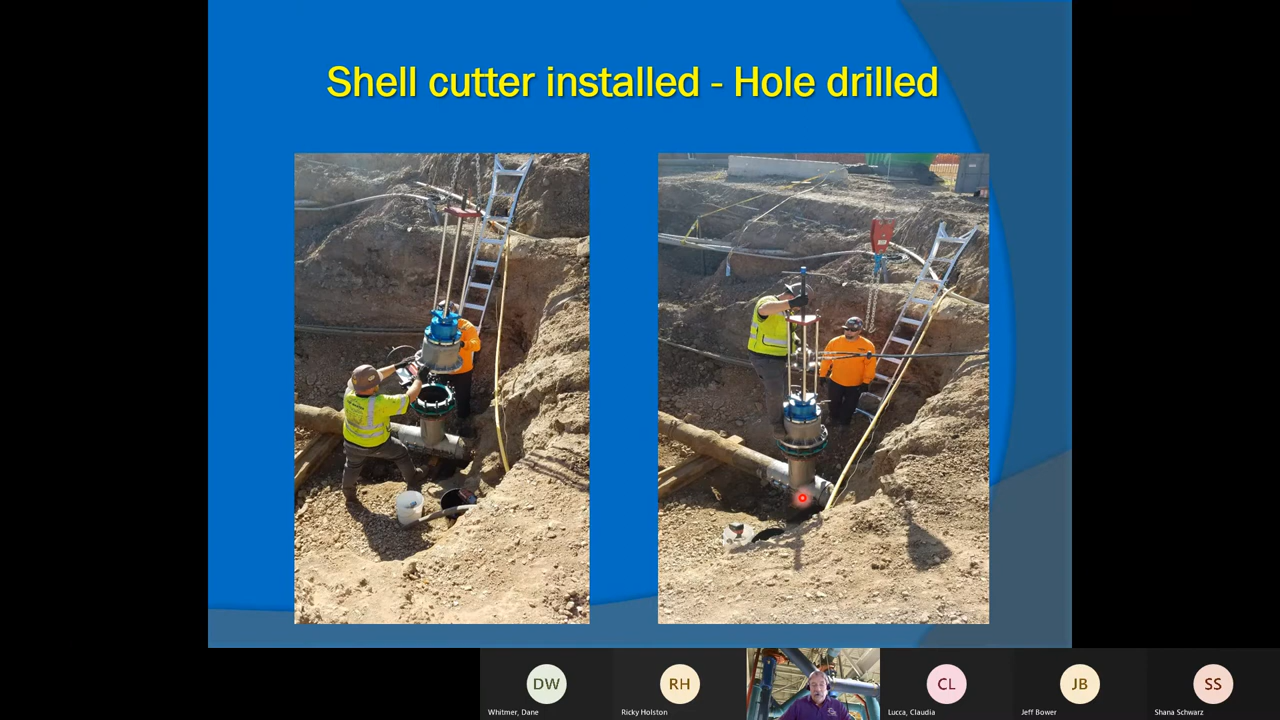 Shell cutter installed - Hole drilled
DW
RH
CL
JB
SS
Whitmer, Dane
Ricky Holston
Lucca, Claudia
Jeff Bower
Shana Schwarz